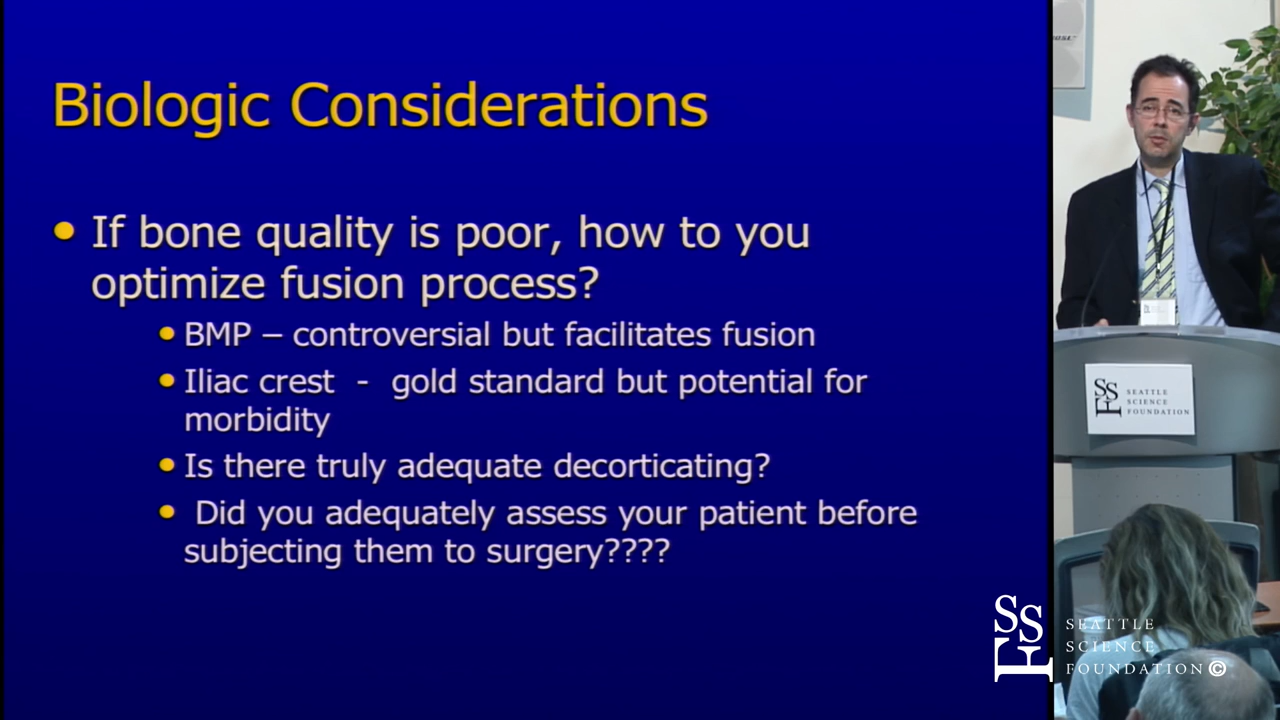 Biologic Considerations
If bone quality is poor, how to you
optimize fusion process?
BMP – controversial but facilitates fusion
Iliac crest - gold standard but potential for
morbidity
Is there truly adequate decorticating?
Did you adequately assess your patient before
subjecting them to surgery????
SSF
SEATTLE
SCIENCE
FOUNDATION
SSF
SEATTLE
SCIENCE
FOUNDATION©